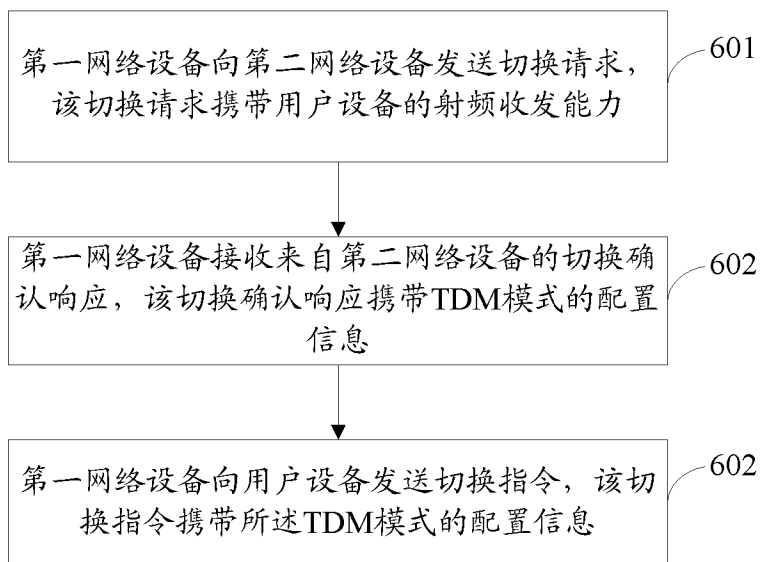 第一网络设备向第二网络设备发送切换请求，
该切换请求携带用户设备的射频收发能力
601
第一网络设备接收来自第二网络设备的切换确
认响应，该切换确认响应携带TDM模式的配置
信息
602
第一网络设备向用户设备发送切换指令，该切
换指令携带所述TDM模式的配置信息
602